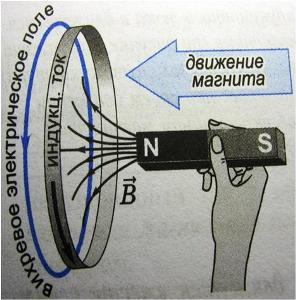 вихревое электрическое поле
индукц. ток
движение
магнита
N
S
B